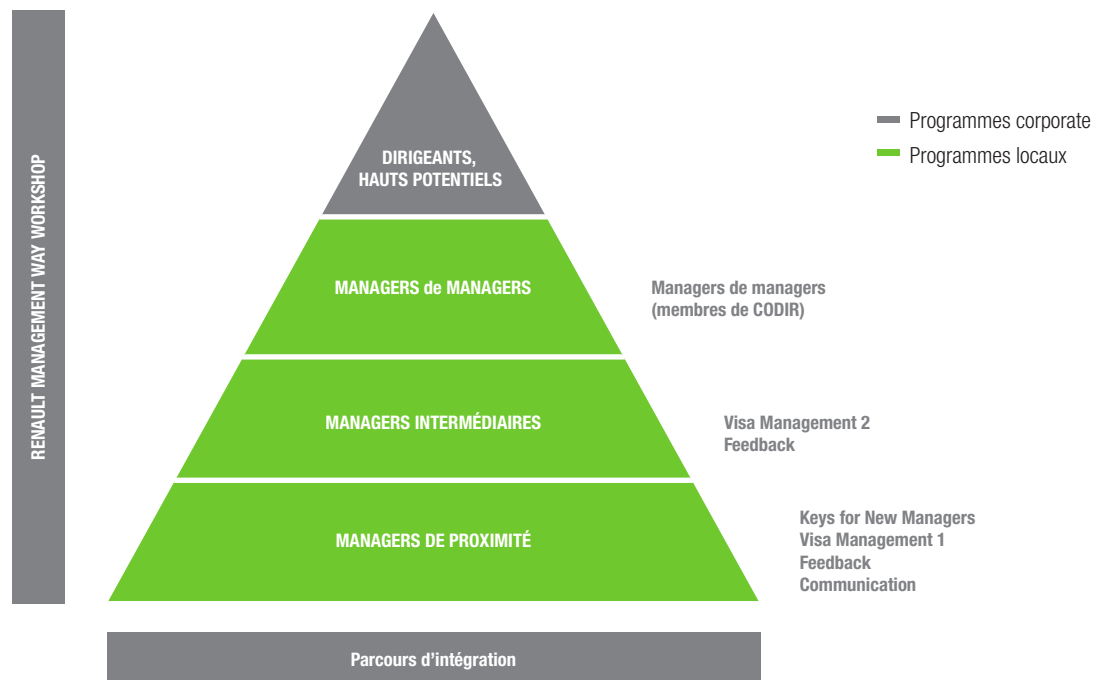 RENAULT MANAGEMENT WAY WORKSHOP
Programmes corporate
Programmes locaux
DIRIGEANTS,
HAUTS POTENTIELS
MANAGERS de MANAGERS
Managers de managers
(membres de CODIR)
MANAGERS INTERMÉDIAIRES
Visa Management 2
Feedback
MANAGERS DE PROXIMITÉ
Keys for New Managers
Visa Management 1
Feedback
Communication
Parcours d’intégration